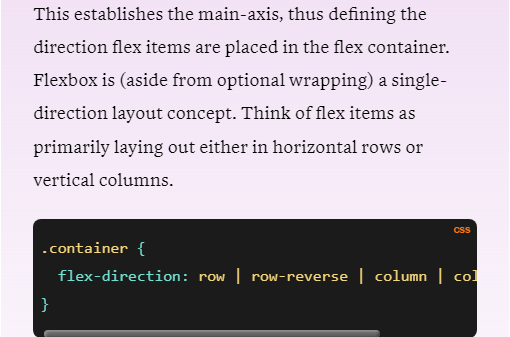 This establishes the main-axis, thus defining the
direction flex items are placed in the flex container.
Flexbox is (aside from optional wrapping) a single-
direction layout concept. Think of flex items as
primarily laying out either in horizontal rows or
vertical columns.
CSS
.container {
  flex-direction: row | row-reverse | column | col
}